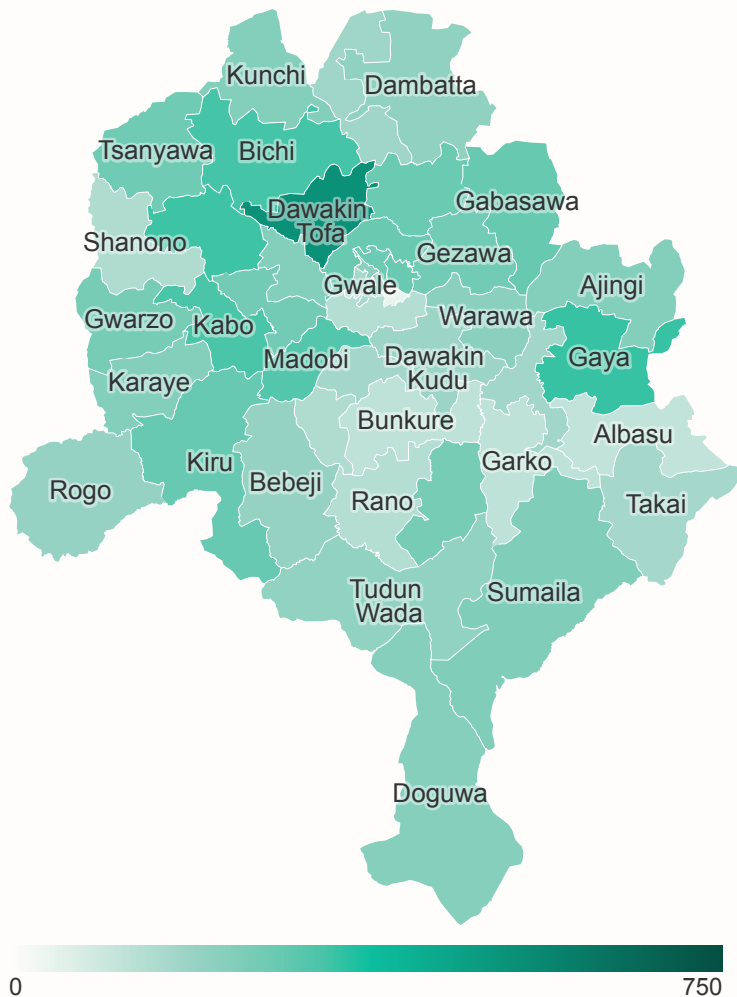 Kunchi
Dambatta
Tsanyawa
Bichi
Gabasawa
Dawakin
Tofa
Shanono
Gezawa
Gwale
Ajingi
Gwarzo
Kabo
Warawa
Madobi
Dawakin
Kudu
Gaya
Karaye
Bunkure
Albasu
Kiru
Garko
Bebeji
Rogo
Rano
Takai
Tudun
Wada
Sumaila
Doguwa
0
750